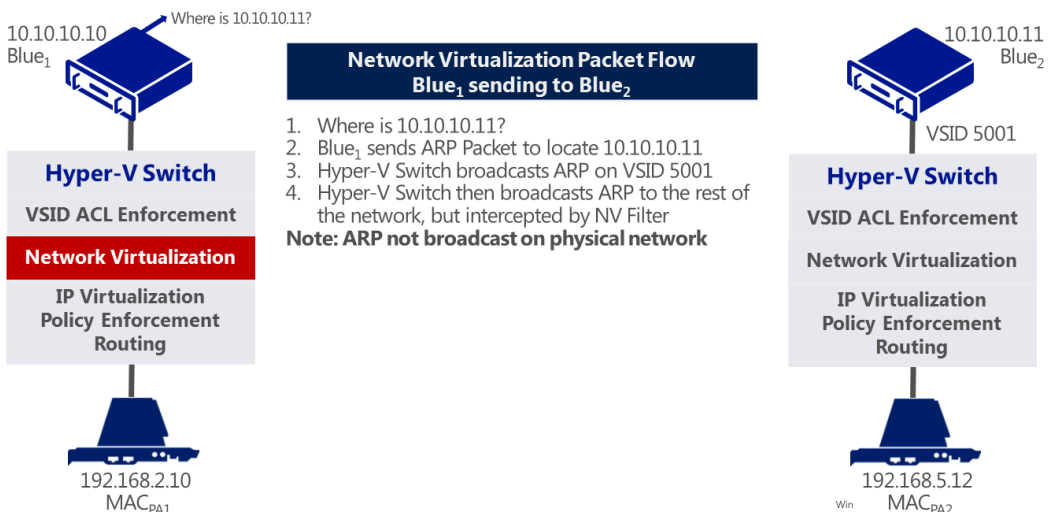 Where is 10.10.10.11?
10.10.10.10
Blue1
Network Virtualization Packet Flow
Blue1 sending to Blue2
1. Where is 10.10.10.11?
2. Blue1 sends ARP Packet to locate 10.10.10.11
3. Hyper-V Switch broadcasts ARP on VSID 5001
4. Hyper-V Switch then broadcasts ARP to the rest of
the network, but intercepted by NV Filter
Note: ARP not broadcast on physical network
Hyper-V Switch
VSID ACL Enforcement
Network Virtualization
IP Virtualization
Policy Enforcement
Routing
192.168.2.10
MACPA1
10.10.10.11
Blue2
VSID 5001
Hyper-V Switch
VSID ACL Enforcement
Network Virtualization
IP Virtualization
Policy Enforcement
Routing
192.168.5.12
Win
MACPA2